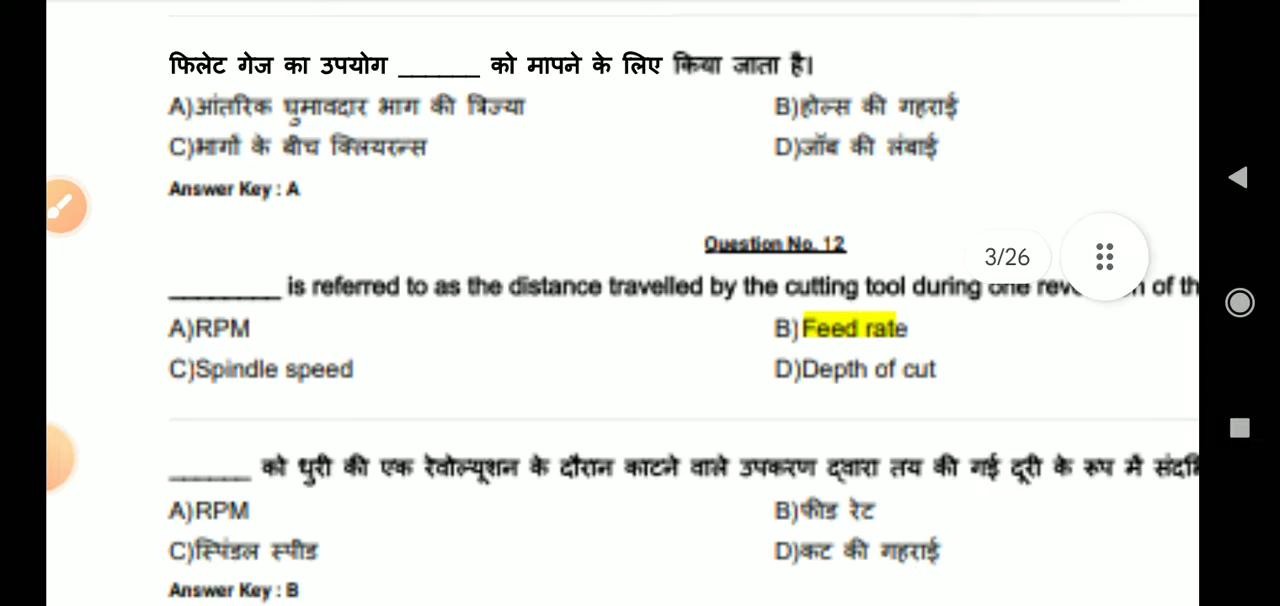 फिलेट गेज का उपयोग ______ को मापने के लिए किया जाता है।
A)आंतरिक घुमावदार भाग की त्रिज्या B)होल्स की गहराई
C)भागों के बीच क्लियरन्स D)जॉब की लंबाई
Answer Key : A
Question No. 12
3/26
________ is referred to as the distance travelled by the cutting tool during one of
A)RPM B)Feed rate
C)Spindle speed D)Depth of cut
______ को धुरी की एक रेवोल्यूशन के दौरान काटने वाले उपकरण द्वारा तय की गई दूरी के रूप में
A)RPM B)फीड रेट
C)स्पिंडल स्पीड D)कट की गहराई
Answer Key : B